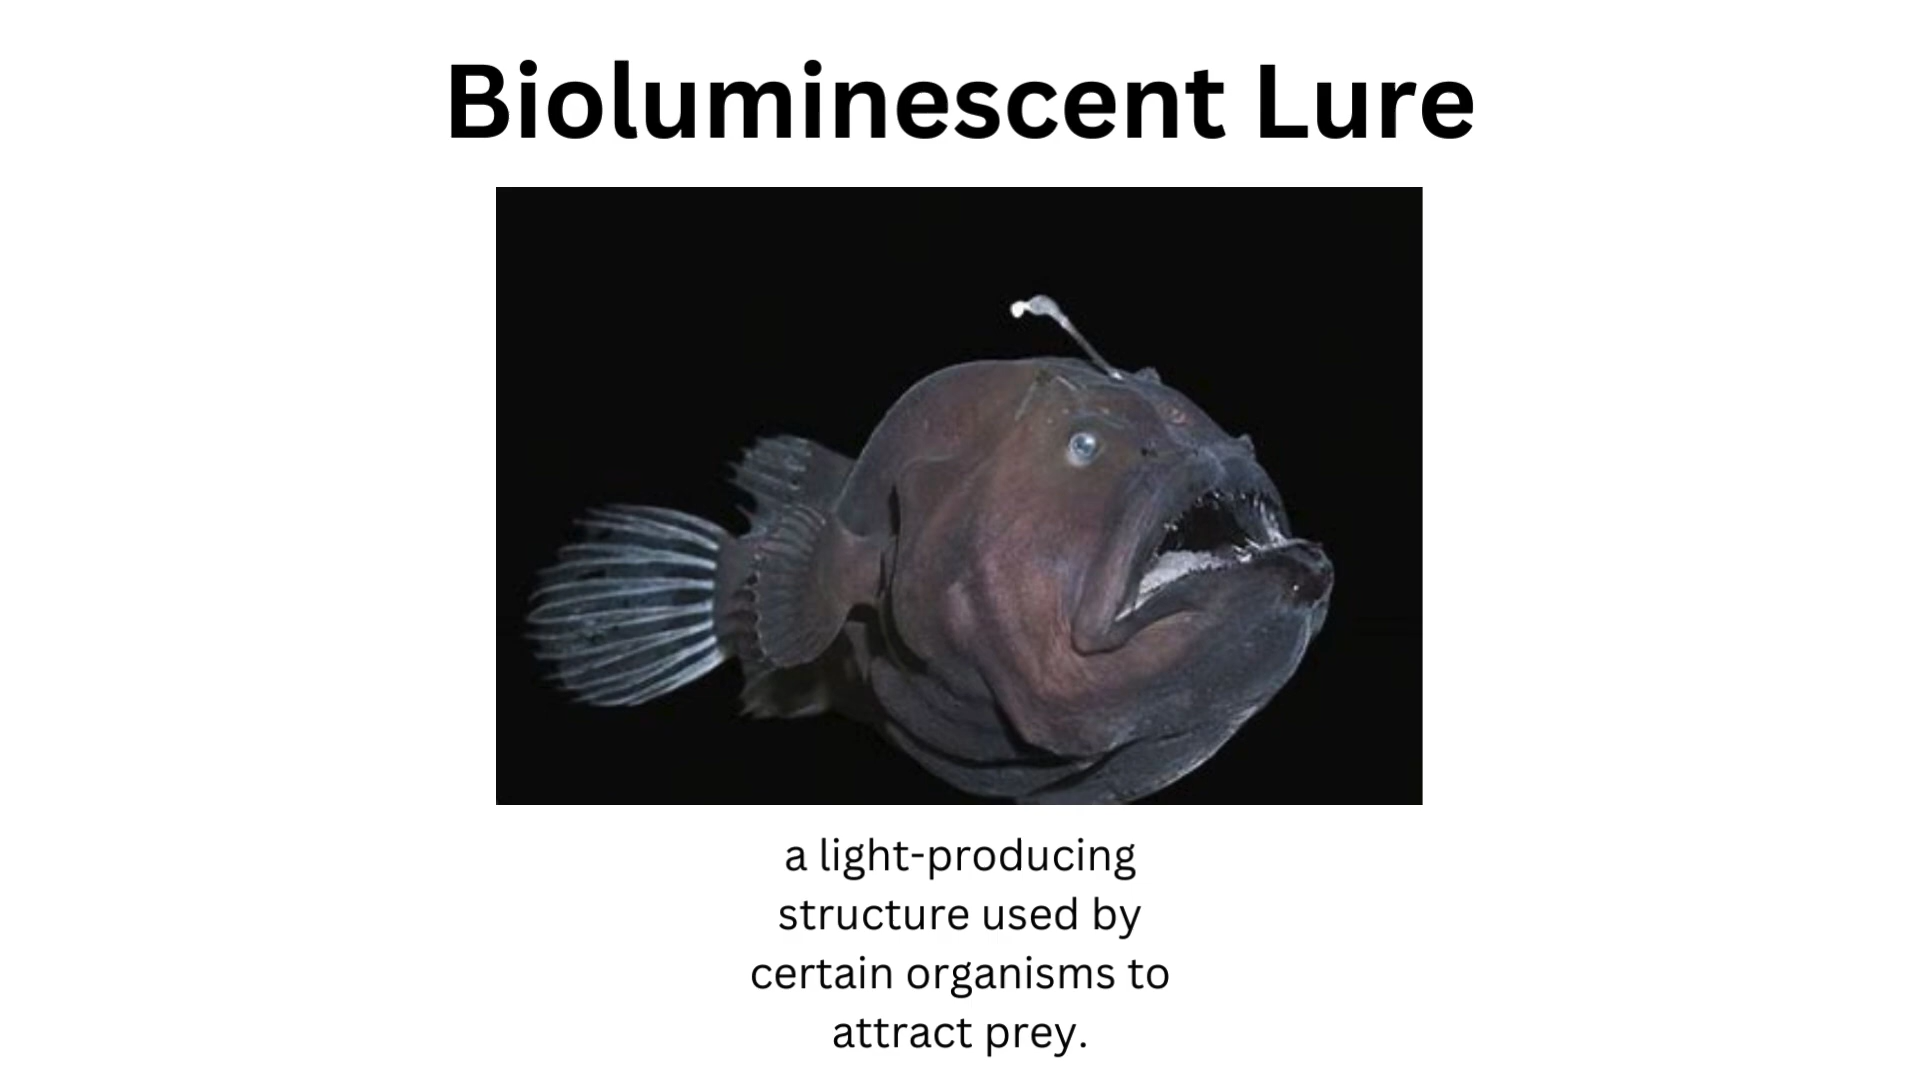 Bioluminescent Lure
a light-producing
structure used by
certain organisms to
attract prey.